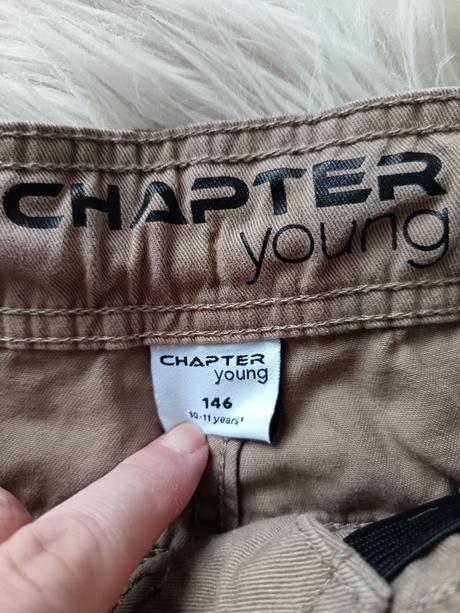 CHAPTER
young
CHAPTER
young
146
10-11 years